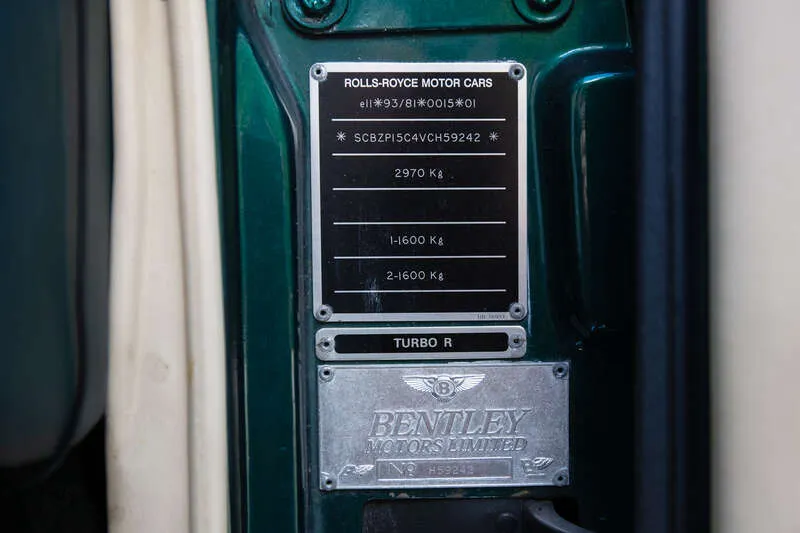 ROLLS-ROYCE MOTOR CARS
e11*93/81*0015*01
* SCBZP15C4VCH59242 *
2970 Kg
1-1600 Kg
2-1600 Kg
TURBO R
B
BENTLEY
MOTORS LIMITED
No H59242